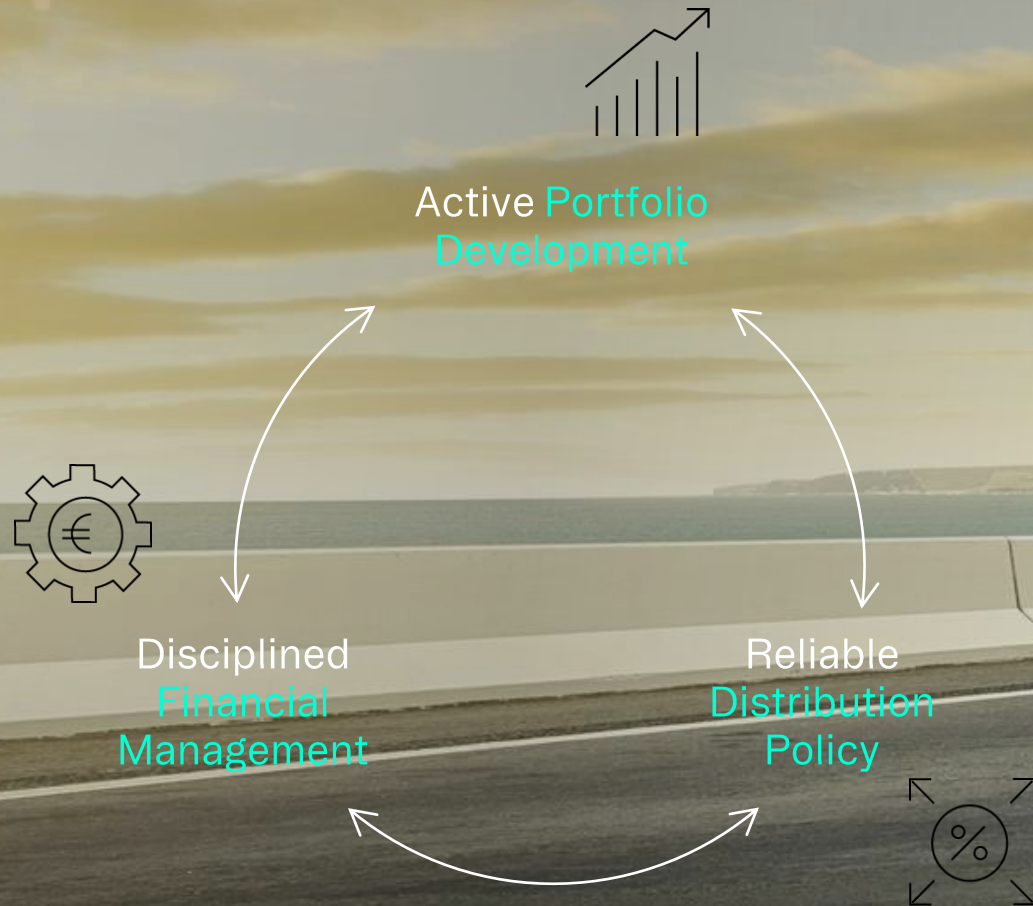 Active Portfolio
Development
Disciplined
Financial
Management
Reliable
Distribution
Policy